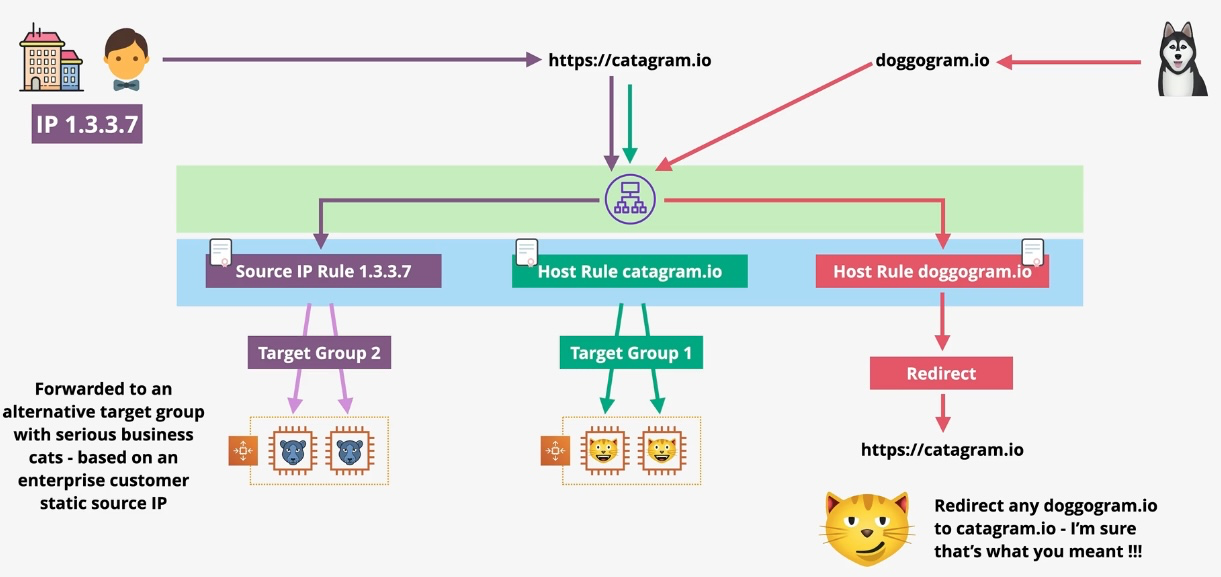 https://catagram.io
doggogram.io
IP 1.3.3.7
Source IP Rule 1.3.3.7
Host Rule catagram.io
Host Rule doggogram.io
Target Group 2
Target Group 1
Redirect
Forwarded to an
alternative target group
with serious business
cats - based on an
enterprise customer
static source IP
https://catagram.io
Redirect any doggogram.io
to catagram.io - I’m sure
that’s what you meant !!!